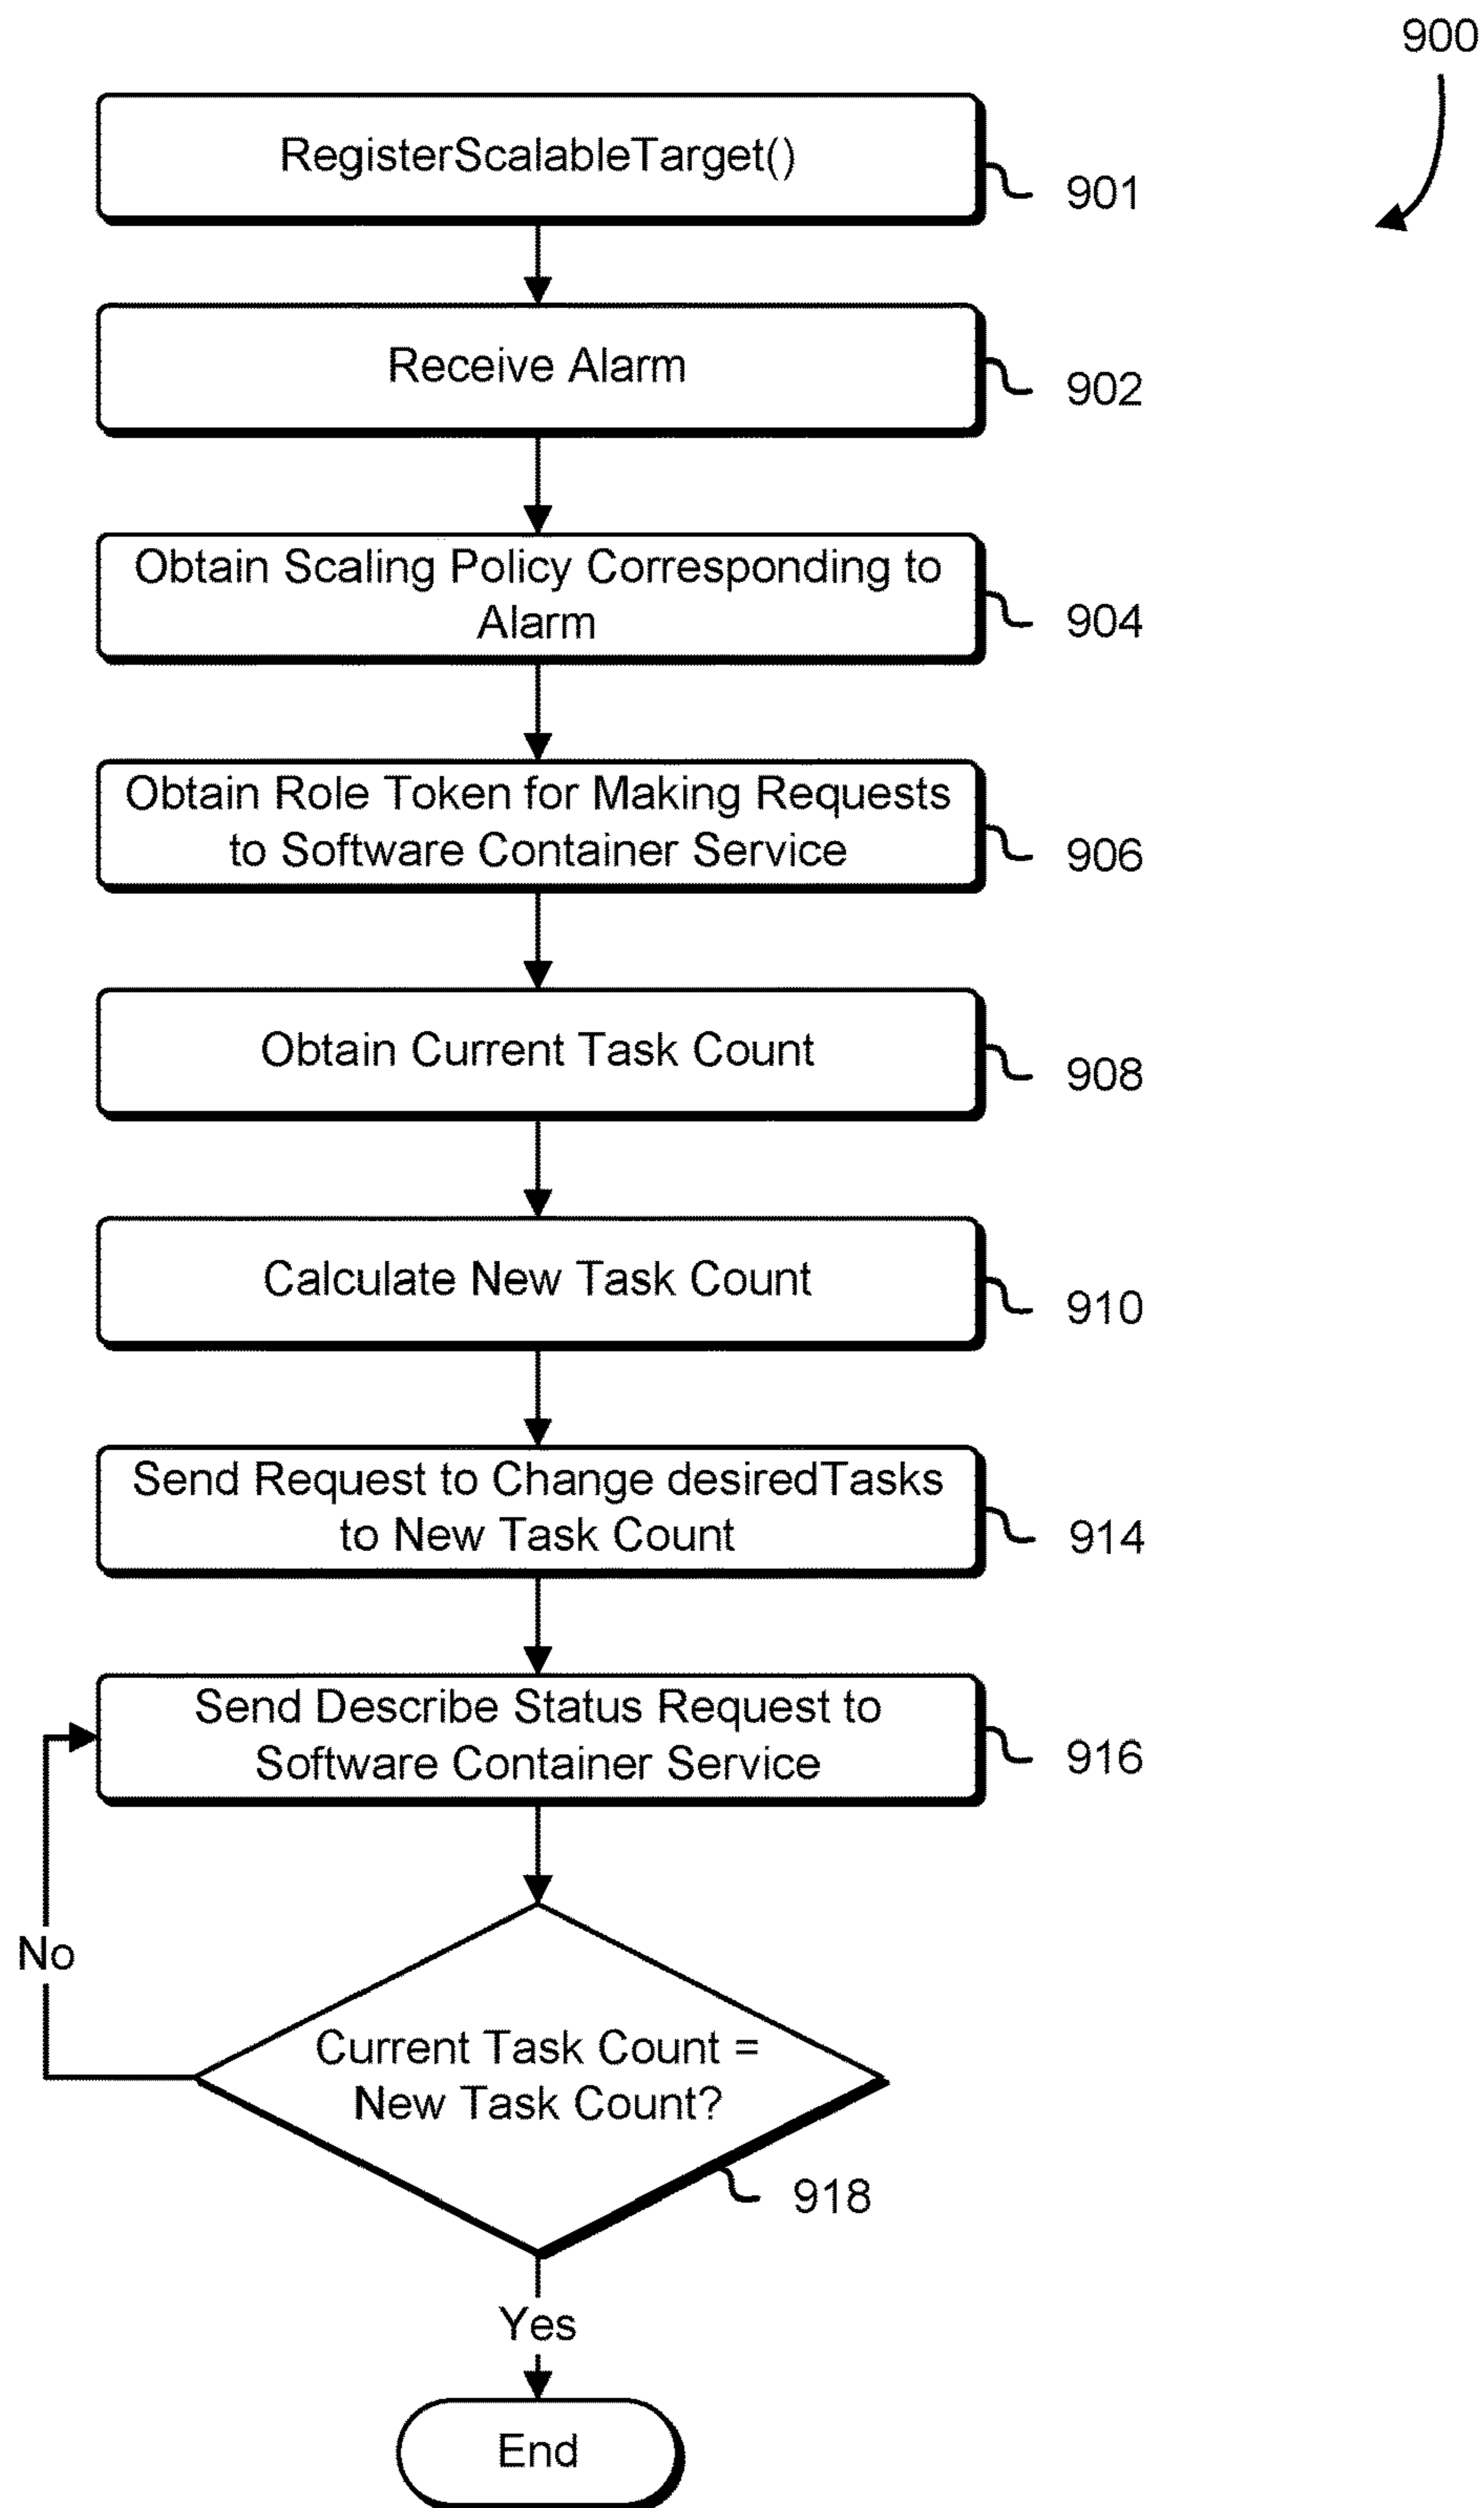 900
RegisterScalableTarget()
901
Receive Alarm
902
Obtain Scaling Policy Corresponding to
Alarm
904
Obtain Role Token for Making Requests
to Software Container Service
906
Obtain Current Task Count
908
Calculate New Task Count
910
Send Request to Change desiredTasks
to New Task Count
914
Send Describe Status Request to
Software Container Service
916
No
Current Task Count =
New Task Count?
918
Yes
End